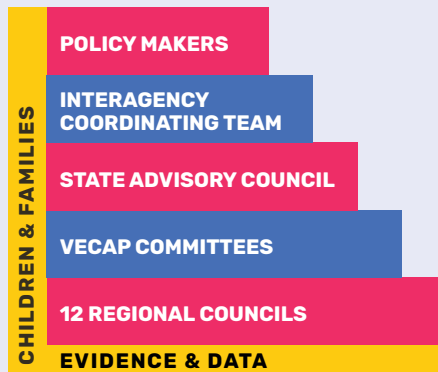 POLICY MAKERS
INTERAGENCY
COORDINATING TEAM
STATE ADVISORY COUNCIL
VECAP COMMITTEES
12 REGIONAL COUNCILS
EVIDENCE & DATA
CHILDREN & FAMILIES